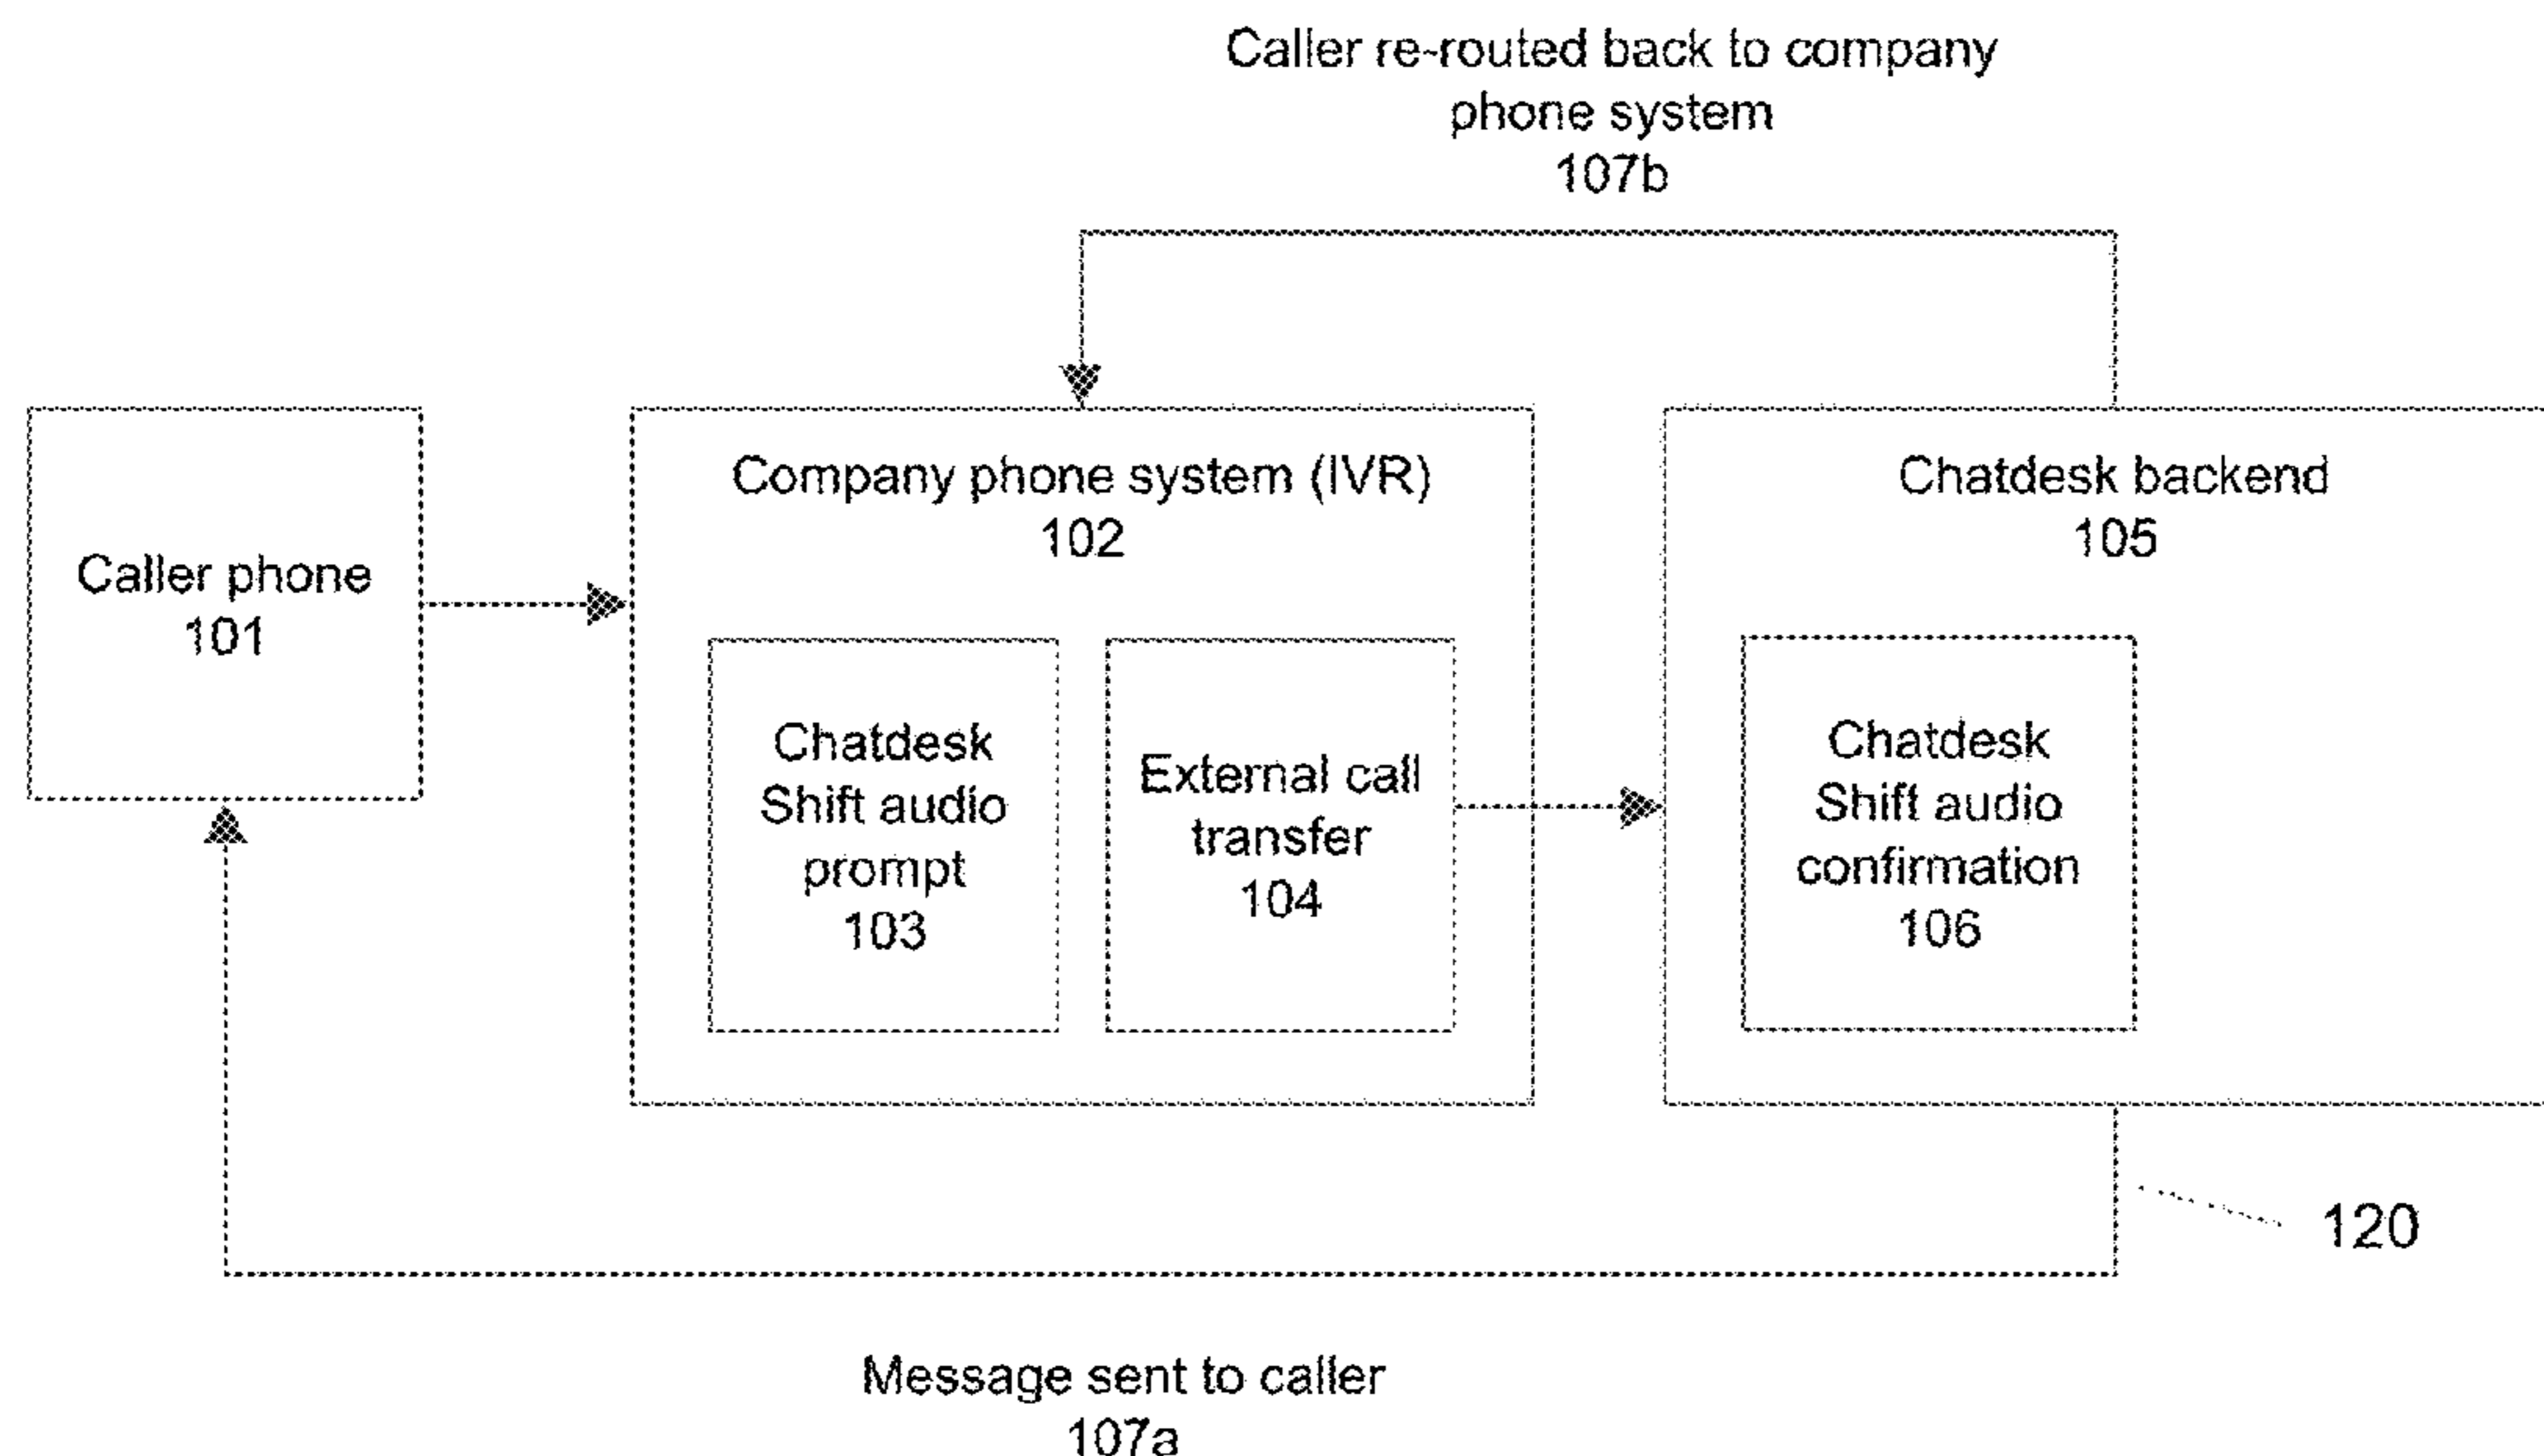 Caller re-routed back to company
phone system
107b
Caller phone
101
Company phone system (IVR)
102
Chatdesk
Shift audio
prompt
103
External call
transfer
104
Chatdesk backend
105
Chatdesk
Shift audio
confirmation
106
120
Message sent to caller
107a